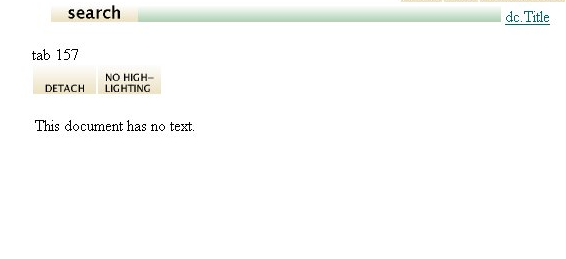 search
dc.Title
tab 157
DETACH
NO HIGH-
LIGHTING
This document has no text.